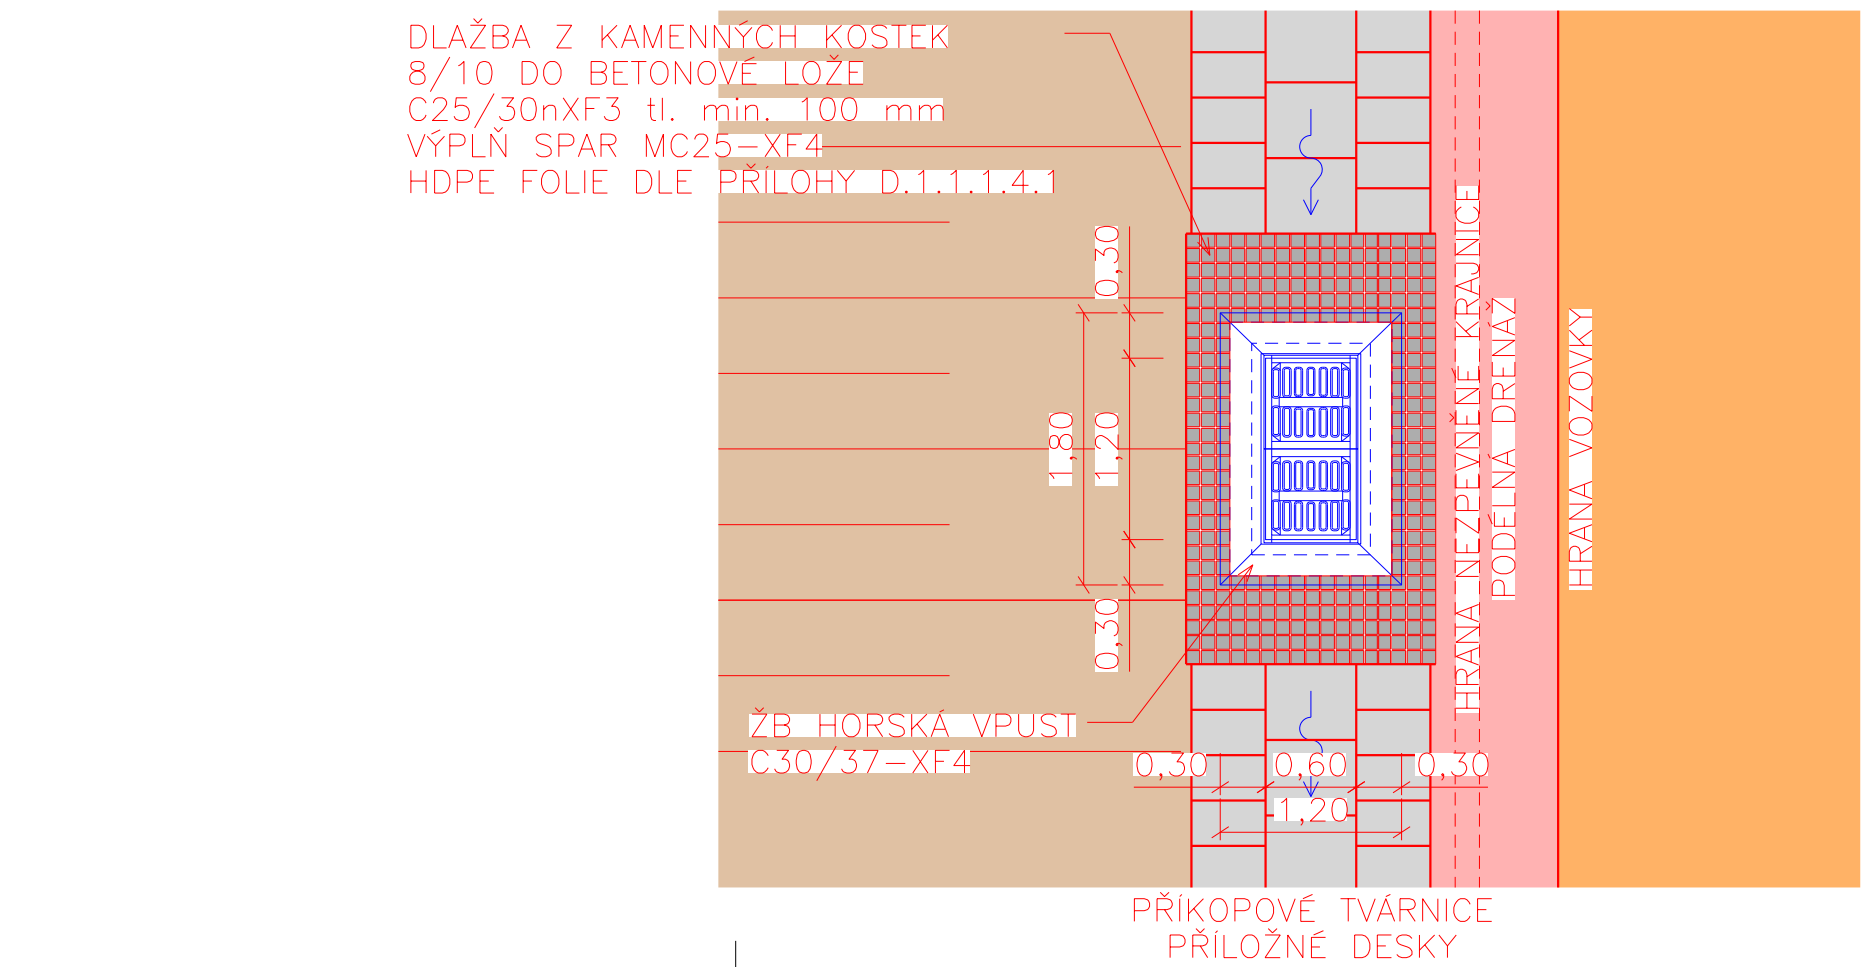 DLAŽBA Z KAMENNÝCH KOSTEK
8/10 DO BETONOVÉ LOŽE
C25/30nXF3 tl. min. 100 mm
VÝPLŇ SPAR MC25-XF4
HDPE FOLIE DLE PŘÍLOHY D.1.1.1.4.1
0,30
1,80
1,20
0,30
HRANA NEZPEVNĚNÉ KRAJNICE
PODÉLNÁ DRENÁŽ
HRANA VOZOVKY
ŽB HORSKÁ VPUST
C30/37-XF4
0,30
0,60
0,30
1,20
PŘÍKOPOVÉ TVÁRNICE
PŘÍLOŽNÉ DESKY